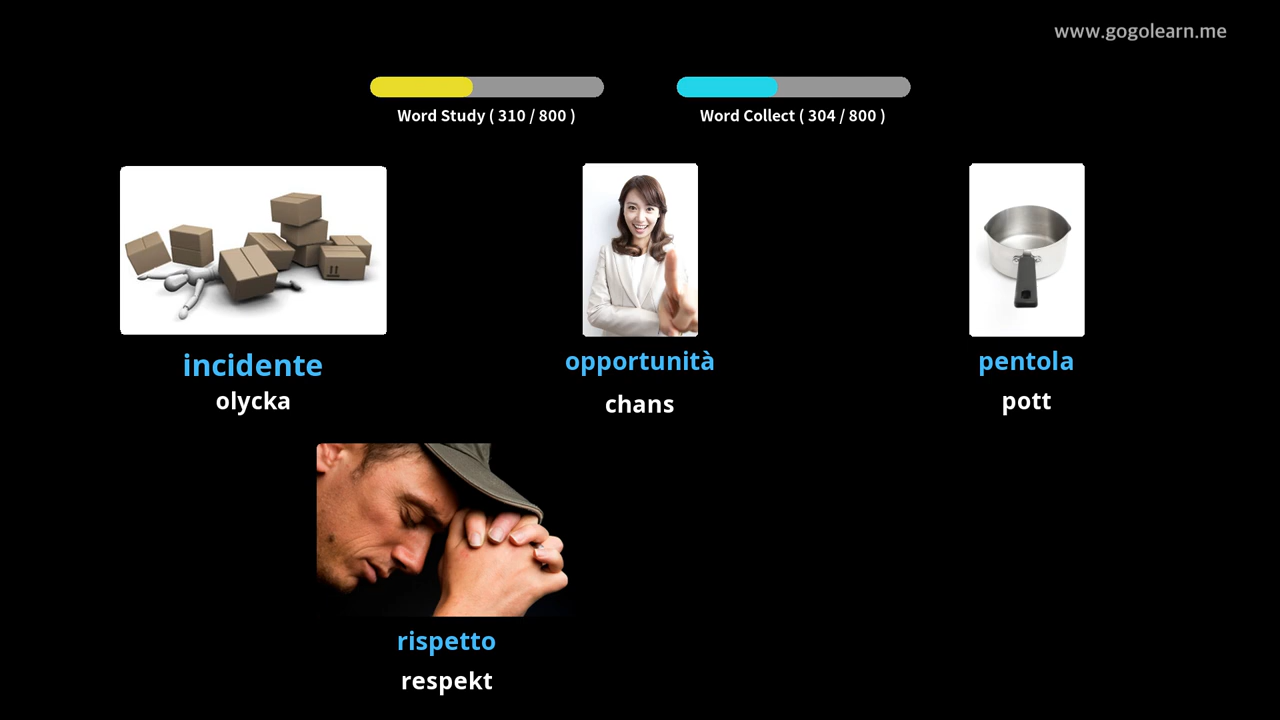 www.gogolearn.me
Word Study ( 310 / 800 )
Word Collect ( 304 / 800 )
incidente
olycka
opportunità
chans
pentola
pott
rispetto
respekt